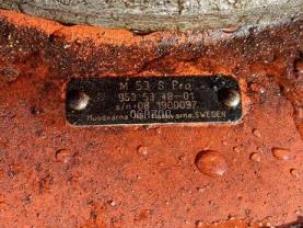 M 53 S Pro
953 53 48-01
s/n-08 1900097
Husqvarna SWEDEN